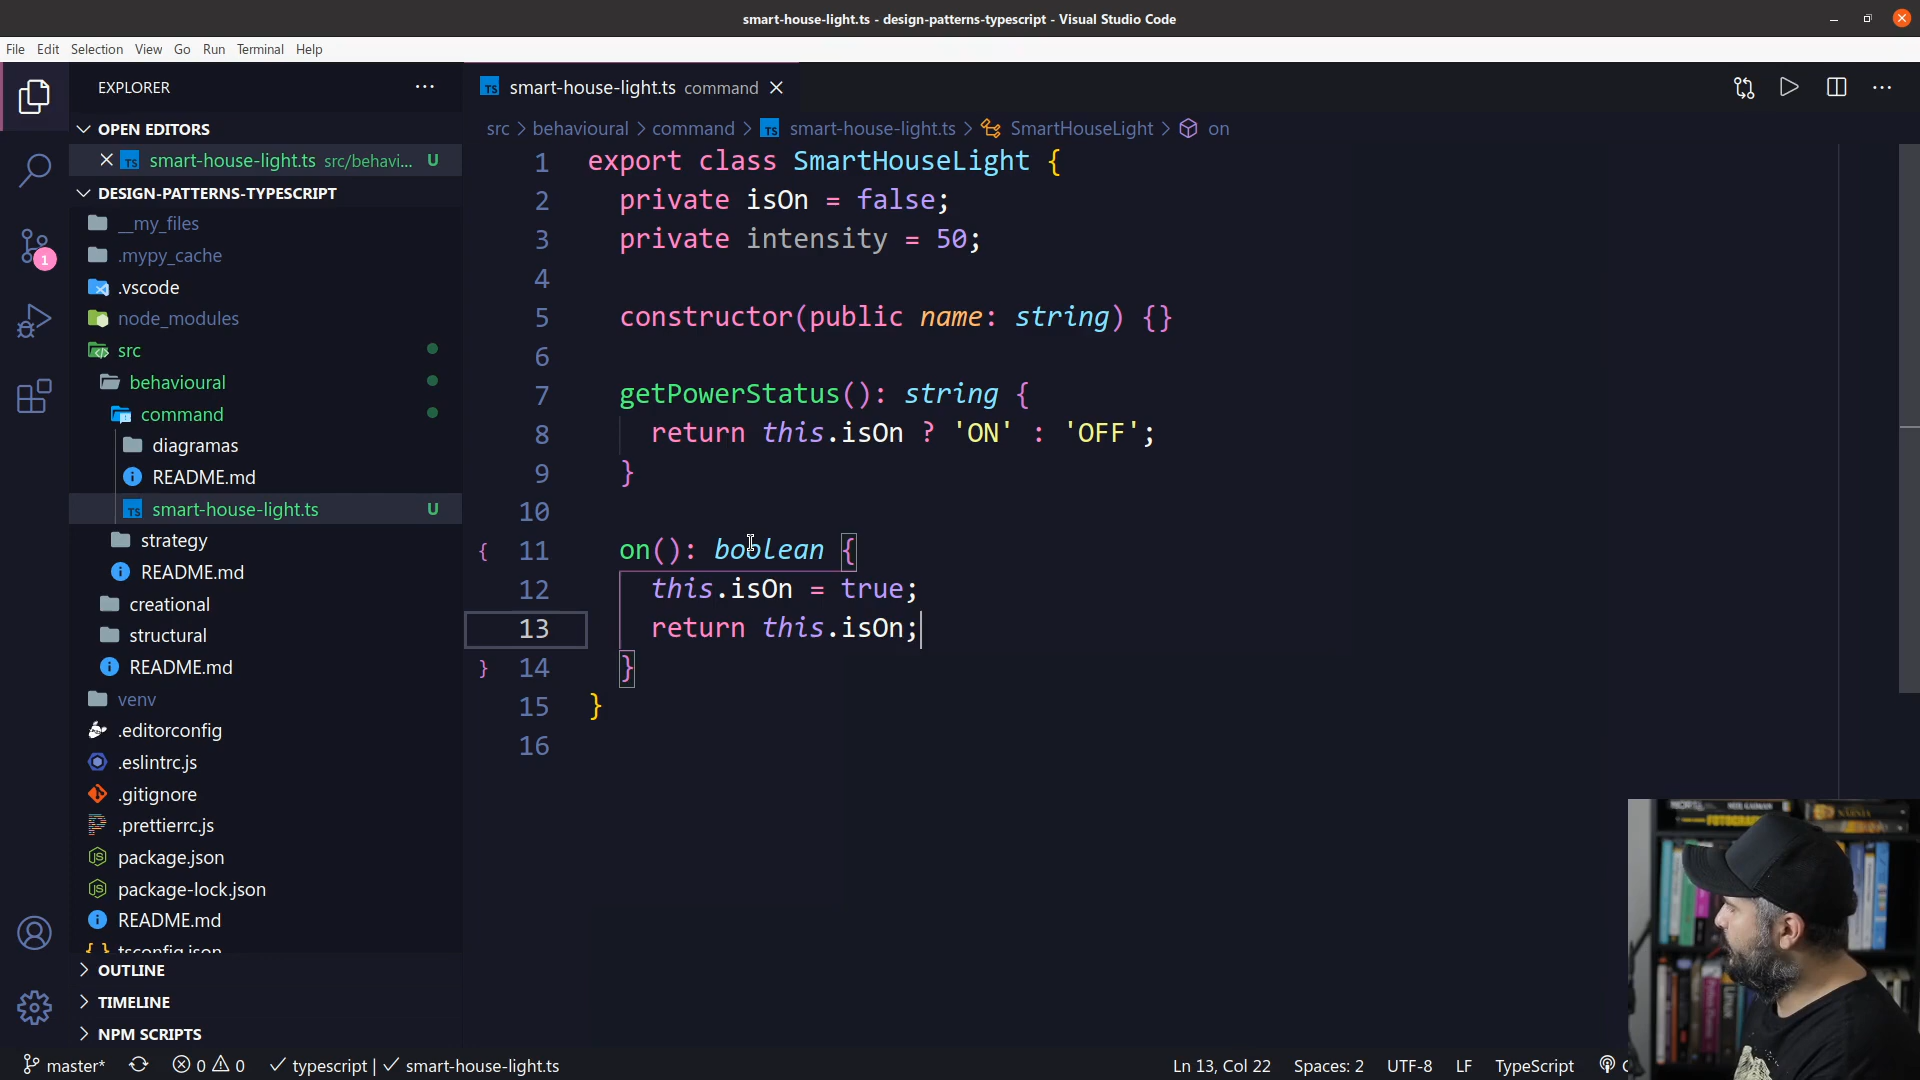 smart-house-light.ts - design-patterns-typescript - Visual Studio Code
File Edit Selection View Go Run Terminal Help
EXPLORER
OPEN EDITORS
smart-house-light.ts src/behavi... U
DESIGN-PATTERNS-TYPESCRIPT
__my_files
.mypy_cache
.vscode
node_modules
src
behavioural
command
diagramas
README.md
smart-house-light.ts U
strategy
README.md
creational
structural
README.md
venv
.editorconfig
.eslintrc.js
.gitignore
.prettierrc.js
package.json
package-lock.json
README.md
tsconfig.json
OUTLINE
TIMELINE
NPM SCRIPTS
1
smart-house-light.ts command
src > behavioural > command > smart-house-light.ts > SmartHouseLight > on
1 export class SmartHouseLight {
2 private isOn = false;
3 private intensity = 50;
4
5 constructor(public name: string) {}
6
7 getPowerStatus(): string {
8 return this.isOn ? 'ON' : 'OFF';
9 }
10
11 on(): boolean {
12 this.isOn = true;
13 return this.isOn;
14 }
15 }
16
master* 0 0 typescript | smart-house-light.ts
Ln 13, Col 22 Spaces: 2 UTF-8 LF TypeScript